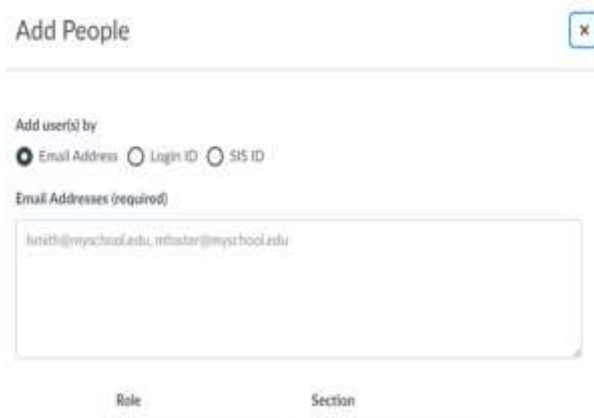 Add People
×
Add user(s) by
Email Address Login ID SIS ID
Email Addresses (required)
lsmith@myschool.edu, mfoster@myschool.edu
Role Section